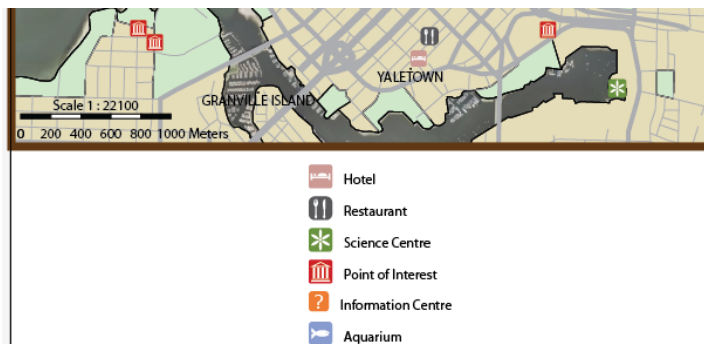 YALETOWN
GRANVILLE ISLAND
Scale 1 : 22100
0 200 400 600 800 1000 Meters
Hotel
Restaurant
Science Centre
Point of Interest
? Information Centre
Aquarium